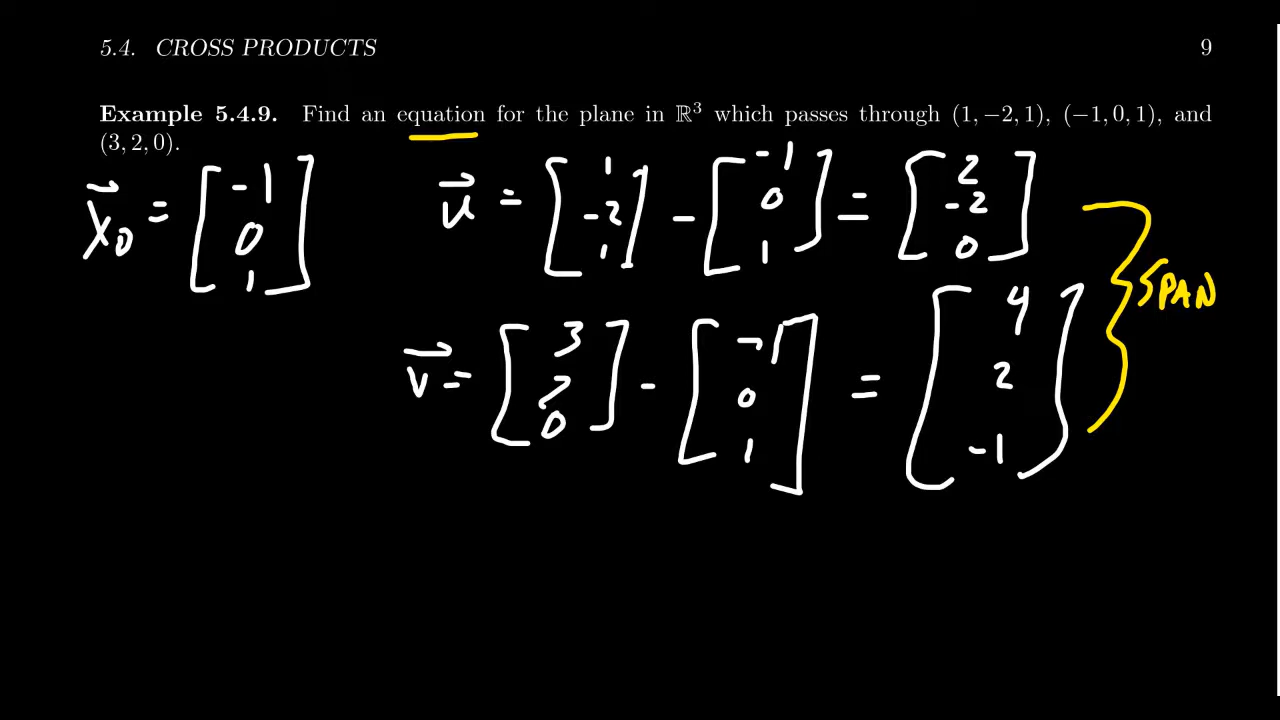 5.4. CROSS PRODUCTS 9
Example 5.4.9. Find an equation for the plane in ℝ³ which passes through (1, −2, 1), (−1, 0, 1), and
(3, 2, 0).
x⃗₀ = [−1 0 1]
u⃗ = [1 −2 1] − [−1 0 1] = [2 −2 0]
v⃗ = [3 2 0] − [−1 0 1] = [4 2 −1]
SPAN